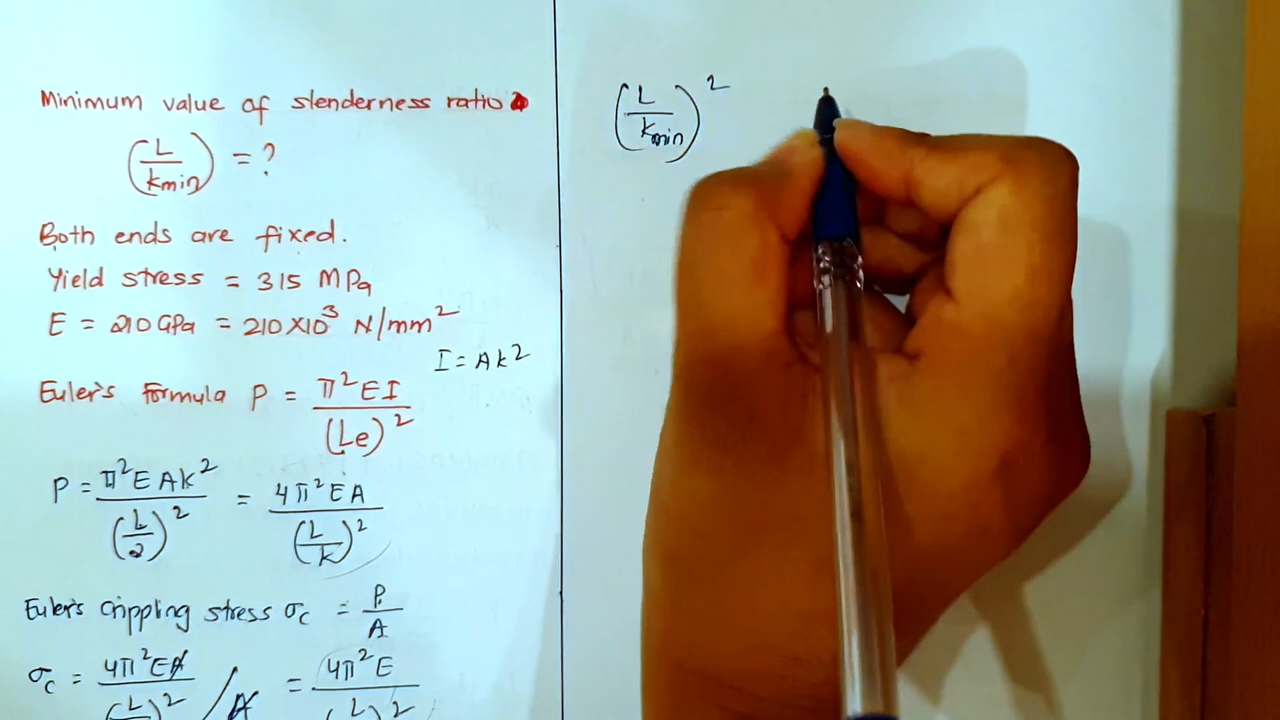 Minimum value of slenderness ratio
(L/kmin) = ?
Both ends are fixed.
Yield stress = 315 MPa
E = 210 GPa = 210×10³ N/mm²
I = Ak²
Euler's formula P = π²EI/(Le)²
P = π²EAk²/(L/2)² = 4π²EA/(L/k)²
Euler's crippling stress σc = P/A
σc = 4π²EA/(L/)² / A = 4π²E/(L/)²
(L/kmin)²